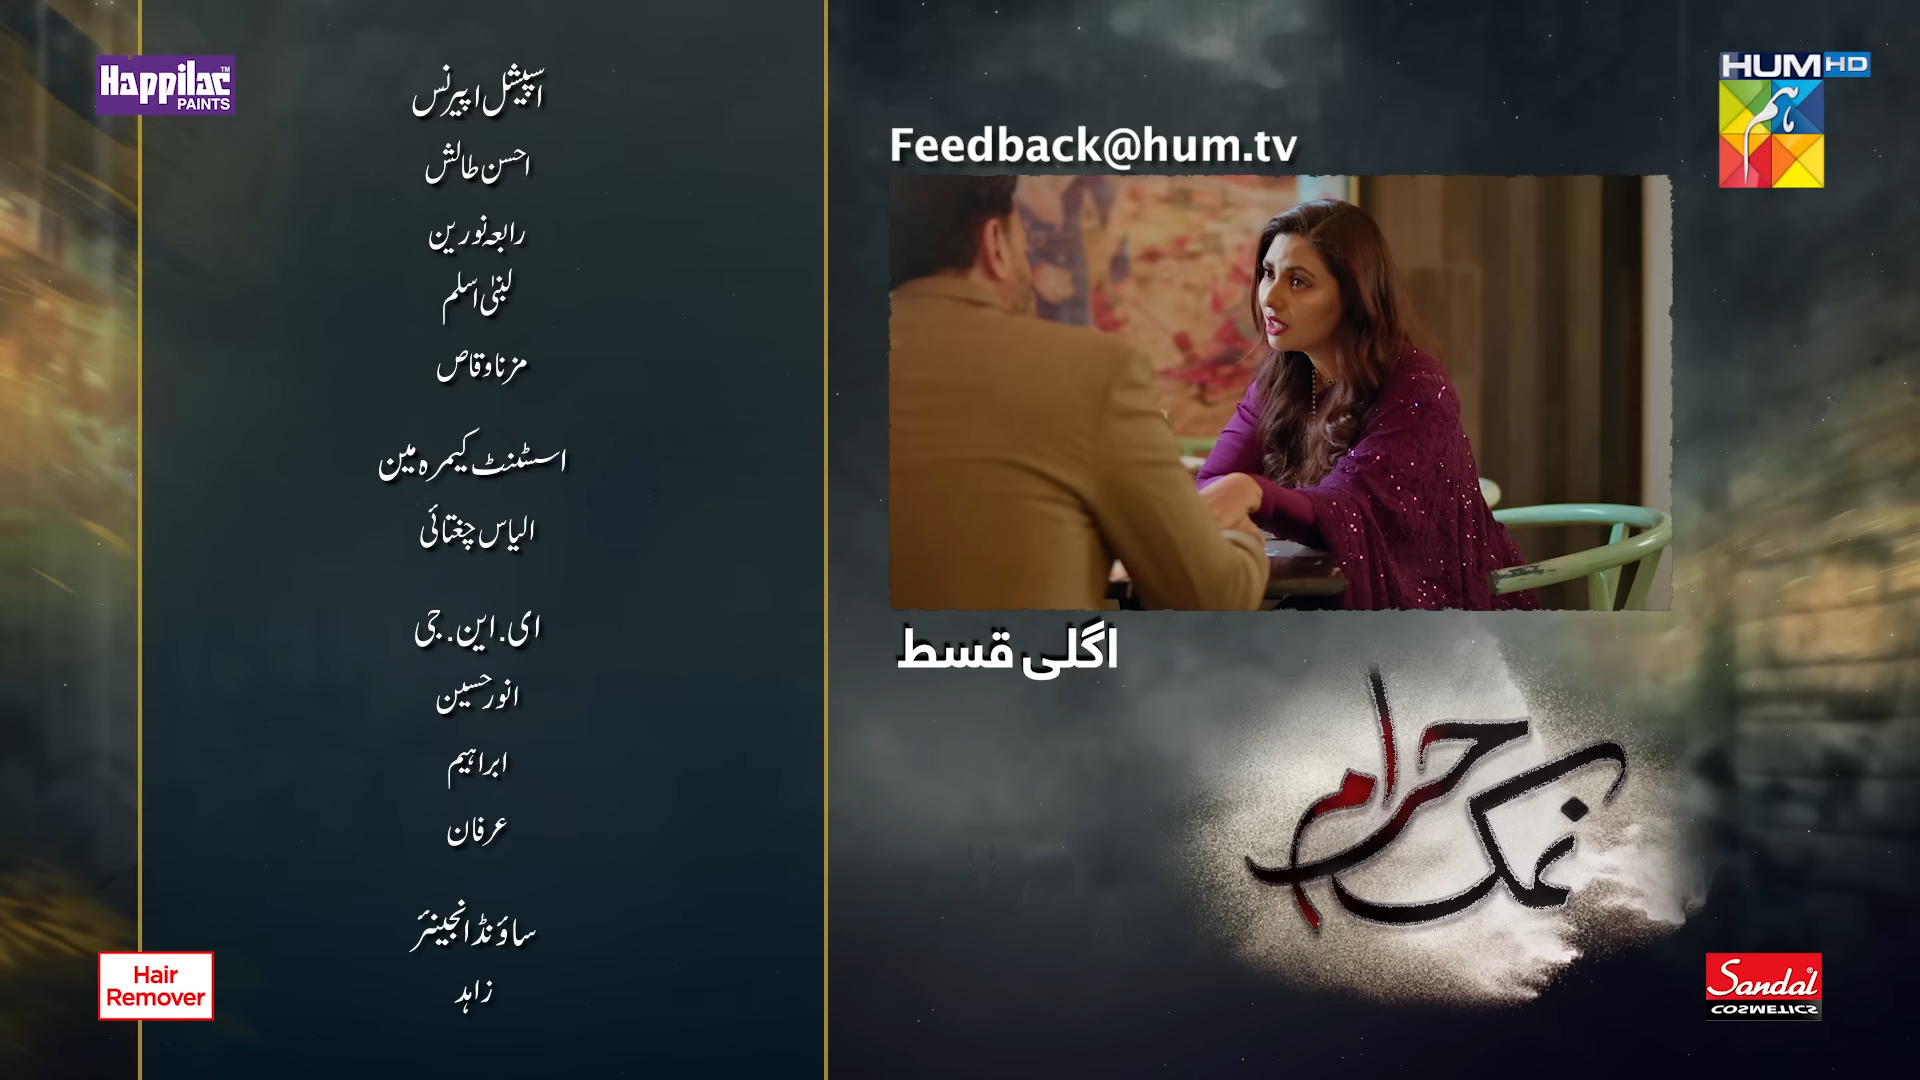 Happilac™
PAINTS
اسپیشل اپیرنس
احسن طالش
رابعہ نورین
لبنیٰ اسلم
مزنا وقاص
اسسٹنٹ کیمرہ مین
الیاس چغتائی
ای.این.جی
انور حسین
ابراہیم
عرفان
ساؤنڈ انجینئر
زاہد
Hair
Remover
HUM HD
ہم
Feedback@hum.tv
اگلی قسط
نمک حرام
Sandal®
COSMETICS